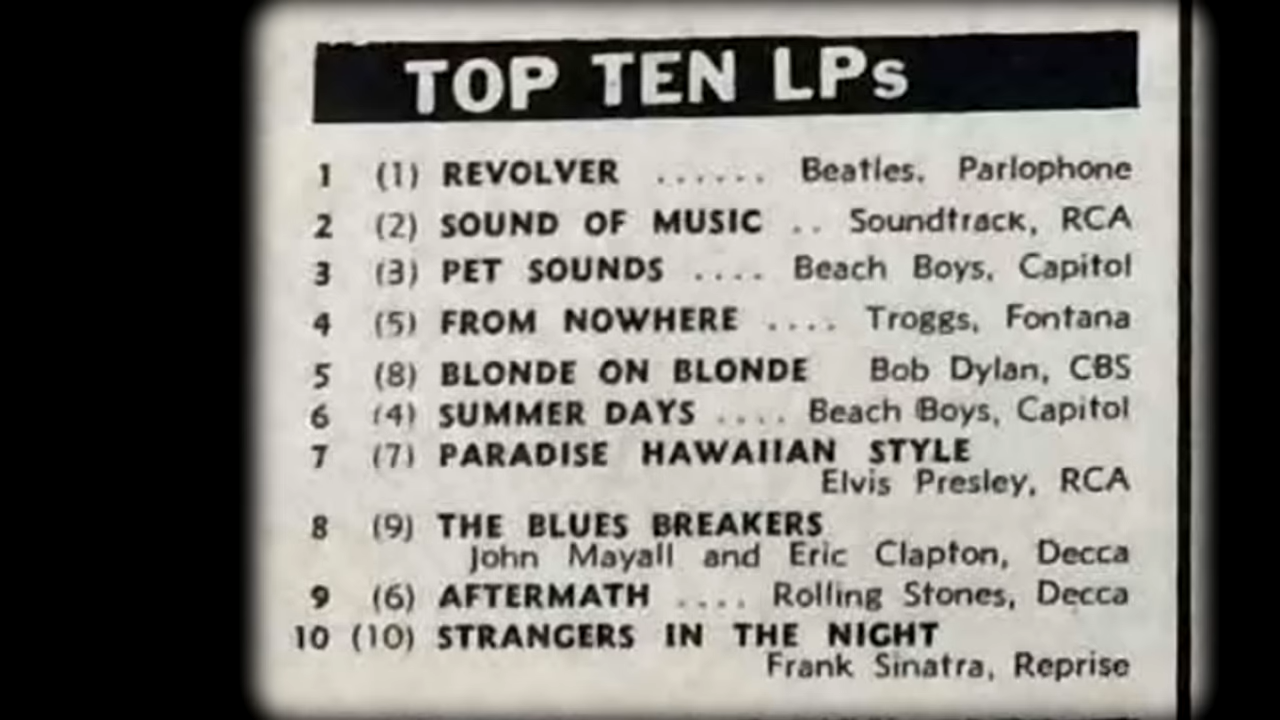 TOP TEN LPs
1 (1) REVOLVER ...... Beatles, Parlophone
2 (2) SOUND OF MUSIC .. Soundtrack, RCA
3 (3) PET SOUNDS .... Beach Boys, Capitol
4 (5) FROM NOWHERE .... Troggs, Fontana
5 (8) BLONDE ON BLONDE Bob Dylan, CBS
6 (4) SUMMER DAYS .... Beach Boys, Capitol
7 (7) PARADISE HAWAIIAN STYLE
Elvis Presley, RCA
8 (9) THE BLUES BREAKERS
John Mayall and Eric Clapton, Decca
9 (6) AFTERMATH .... Rolling Stones, Decca
10 (10) STRANGERS IN THE NIGHT
Frank Sinatra, Reprise